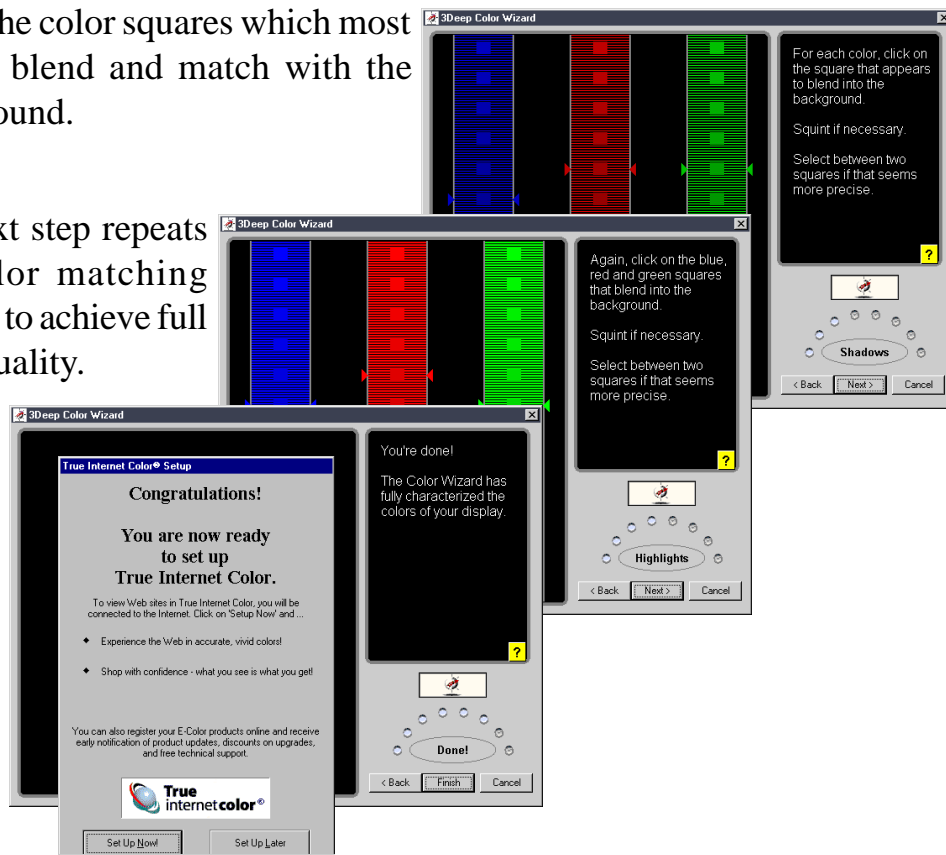 he color squares which most
blend and match with the
ound.
xt step repeats
lor matching
to achieve full
uality.
3Deep Color Wizard
For each color, click on
the square that appears
to blend into the
background.
Squint if necessary.
Select between two
squares if that seems
more precise.
?
Shadows
< Back Next > Cancel
3Deep Color Wizard
Again, click on the blue,
red and green squares
that blend into the
background.
Squint if necessary.
Select between two
squares if that seems
more precise.
?
Highlights
< Back Next > Cancel
3Deep Color Wizard
You're done!
The Color Wizard has
fully characterized the
colors of your display.
?
Done!
< Back Finish Cancel
True Internet Color® Setup
Congratulations!
You are now ready
to set up
True Internet Color.
To view Web sites in True Internet Color, you will be
connected to the Internet. Click on 'Setup Now' and ...
◆ Experience the Web in accurate, vivid colors!
◆ Shop with confidence - what you see is what you get!
You can also register your E-Color products online and receive
early notification of product updates, discounts on upgrades,
and free technical support.
True
internetcolor®
Set Up Now! Set Up Later